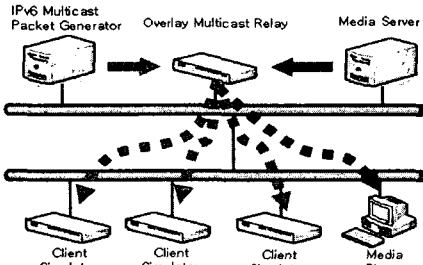 IPv6 Multicast
Packet Generator
Overlay Multicast Relay
Media Server
Client
Client
Client
Media